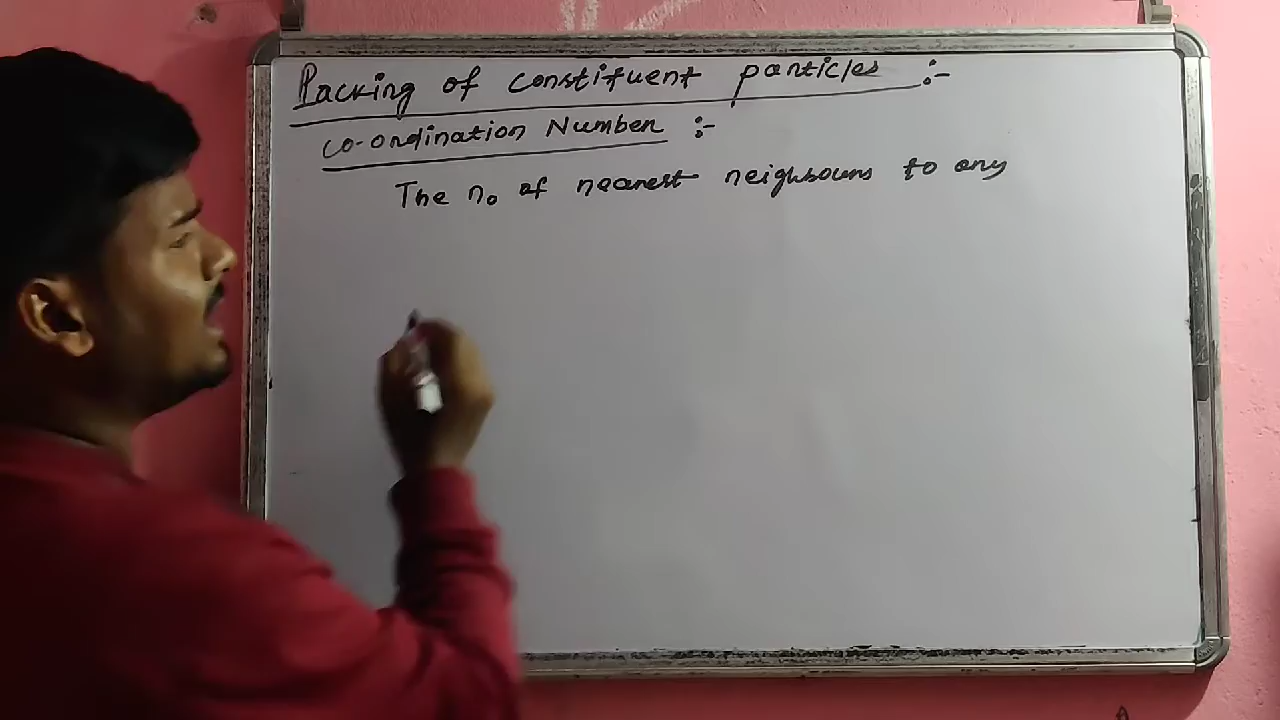 Packing of constituent particles :-
co-ordination Number :-
The no of nearest neighbours to any